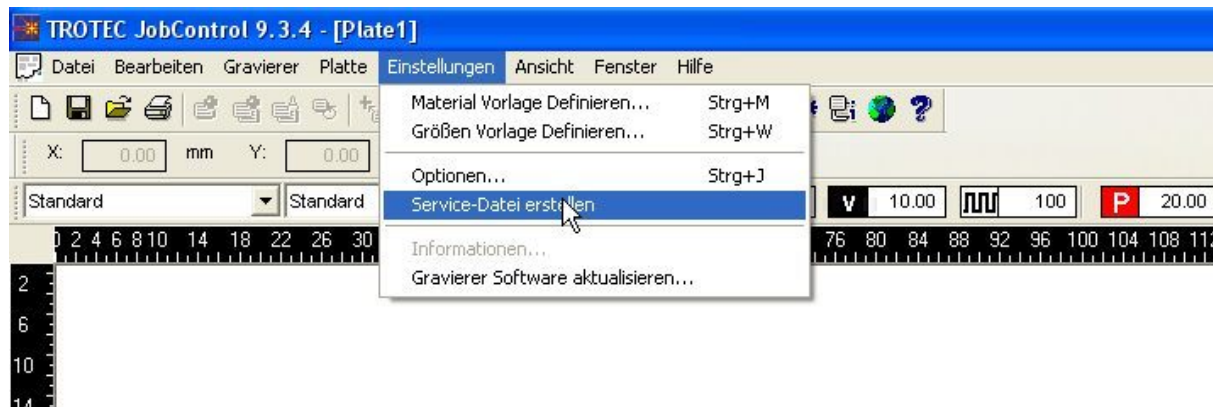 TROTEC JobControl 9.3.4 - [Plate1]
Datei Bearbeiten Gravierer Platte Einstellungen Ansicht Fenster Hilfe
Material Vorlage Definieren... Strg+M
Größen Vorlage Definieren... Strg+W
X: 0.00 mm Y: 0.00
Optionen... Strg+J
Standard Standard Service-Datei erstellen V 10.00 100 P 20.00
0 2 4 6 8 10 14 18 22 26 30 76 80 84 88 92 96 100 104 108 112
Informationen...
Gravierer Software aktualisieren...
2
6
10
14